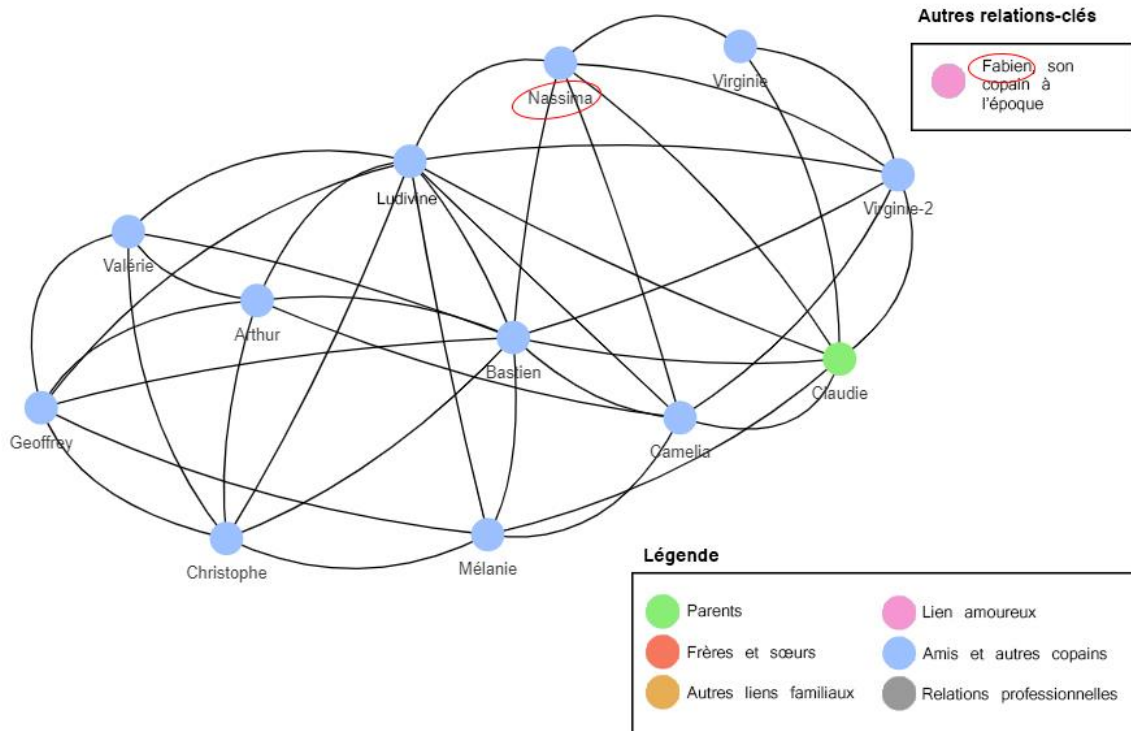 Autres relations-clés
Fabien, son
copain à
l'époque
Nassima
Virginie
Ludivine
Virginie-2
Valérie
Arthur
Bastien
Claudie
Geoffrey
Camelia
Christophe
Mélanie
Légende
Parents
Lien amoureux
Frères et sœurs
Amis et autres copains
Autres liens familiaux
Relations professionnelles